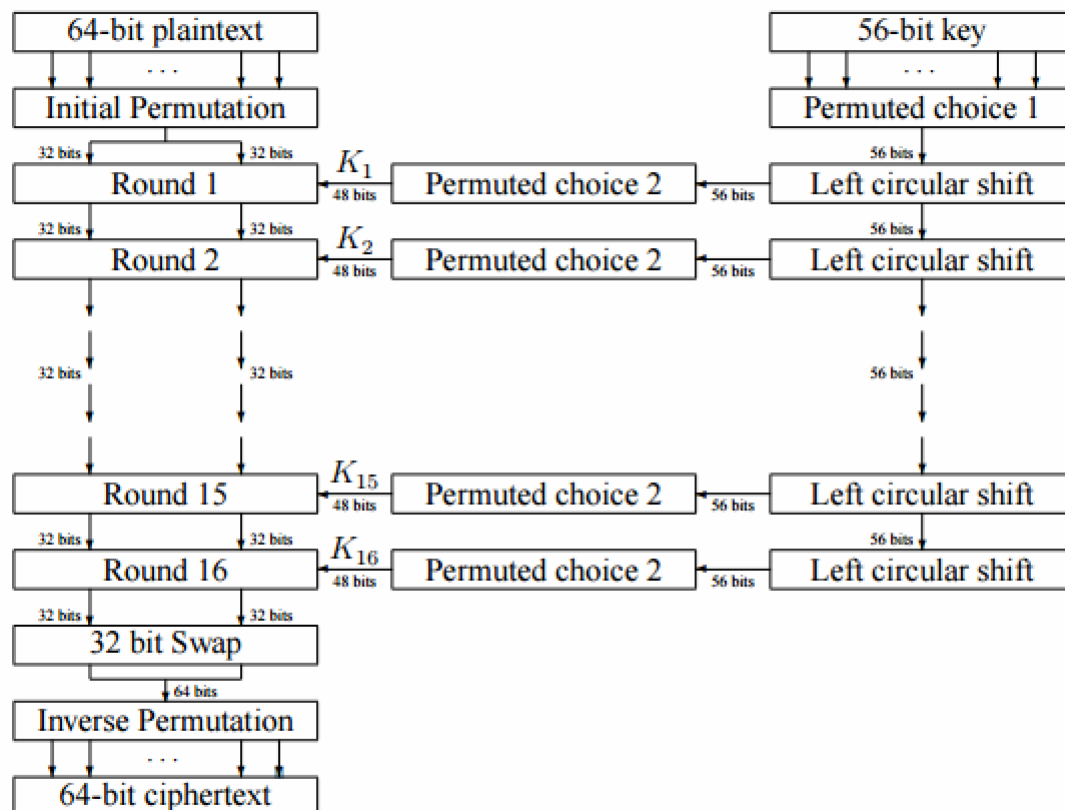 64-bit plaintext
56-bit key
. . .
. . .
Initial Permutation
Permuted choice 1
32 bits
32 bits
56 bits
Round 1
K₁
48 bits
Permuted choice 2
56 bits
Left circular shift
32 bits
32 bits
56 bits
Round 2
K₂
48 bits
Permuted choice 2
56 bits
Left circular shift
32 bits
32 bits
56 bits
Round 15
K₁₅
48 bits
Permuted choice 2
56 bits
Left circular shift
32 bits
32 bits
56 bits
Round 16
K₁₆
48 bits
Permuted choice 2
56 bits
Left circular shift
32 bits
32 bits
32 bit Swap
64 bits
Inverse Permutation
. . .
64-bit ciphertext